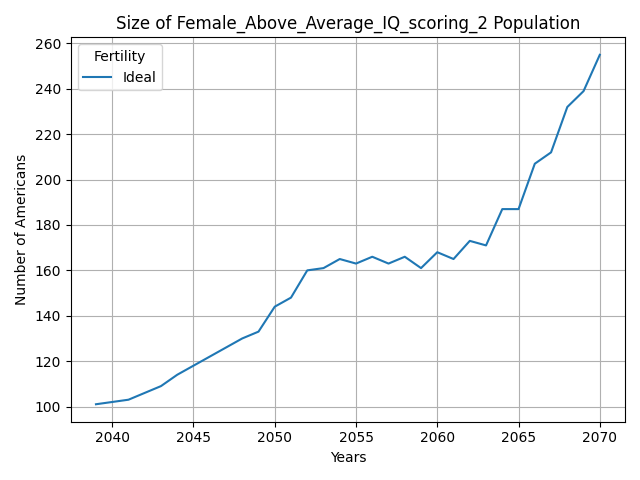 Size of Female_Above_Average_IQ_scoring_2 Population
Fertility
Ideal
Number of Americans
260
240
220
200
180
160
140
120
100
2040 2045 2050 2055 2060 2065 2070
Years